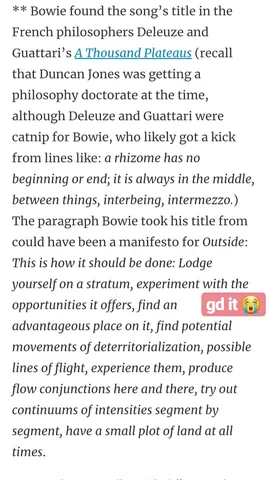 ** Bowie found the song’s title in the
French philosophers Deleuze and
Guattari’s A Thousand Plateaus (recall
that Duncan Jones was getting a
philosophy doctorate at the time,
although Deleuze and Guattari were
catnip for Bowie, who likely got a kick
from lines like: a rhizome has no
beginning or end; it is always in the middle,
between things, interbeing, intermezzo.)
The paragraph Bowie took his title from
could have been a manifesto for Outside:
This is how it should be done: Lodge
yourself on a stratum, experiment with the
opportunities it offers, find an
gd it 😭
advantageous place on it, find potential
movements of deterritorialization, possible
lines of flight, experience them, produce
flow conjunctions here and there, try out
continuums of intensities segment by
segment, have a small plot of land at all
times.